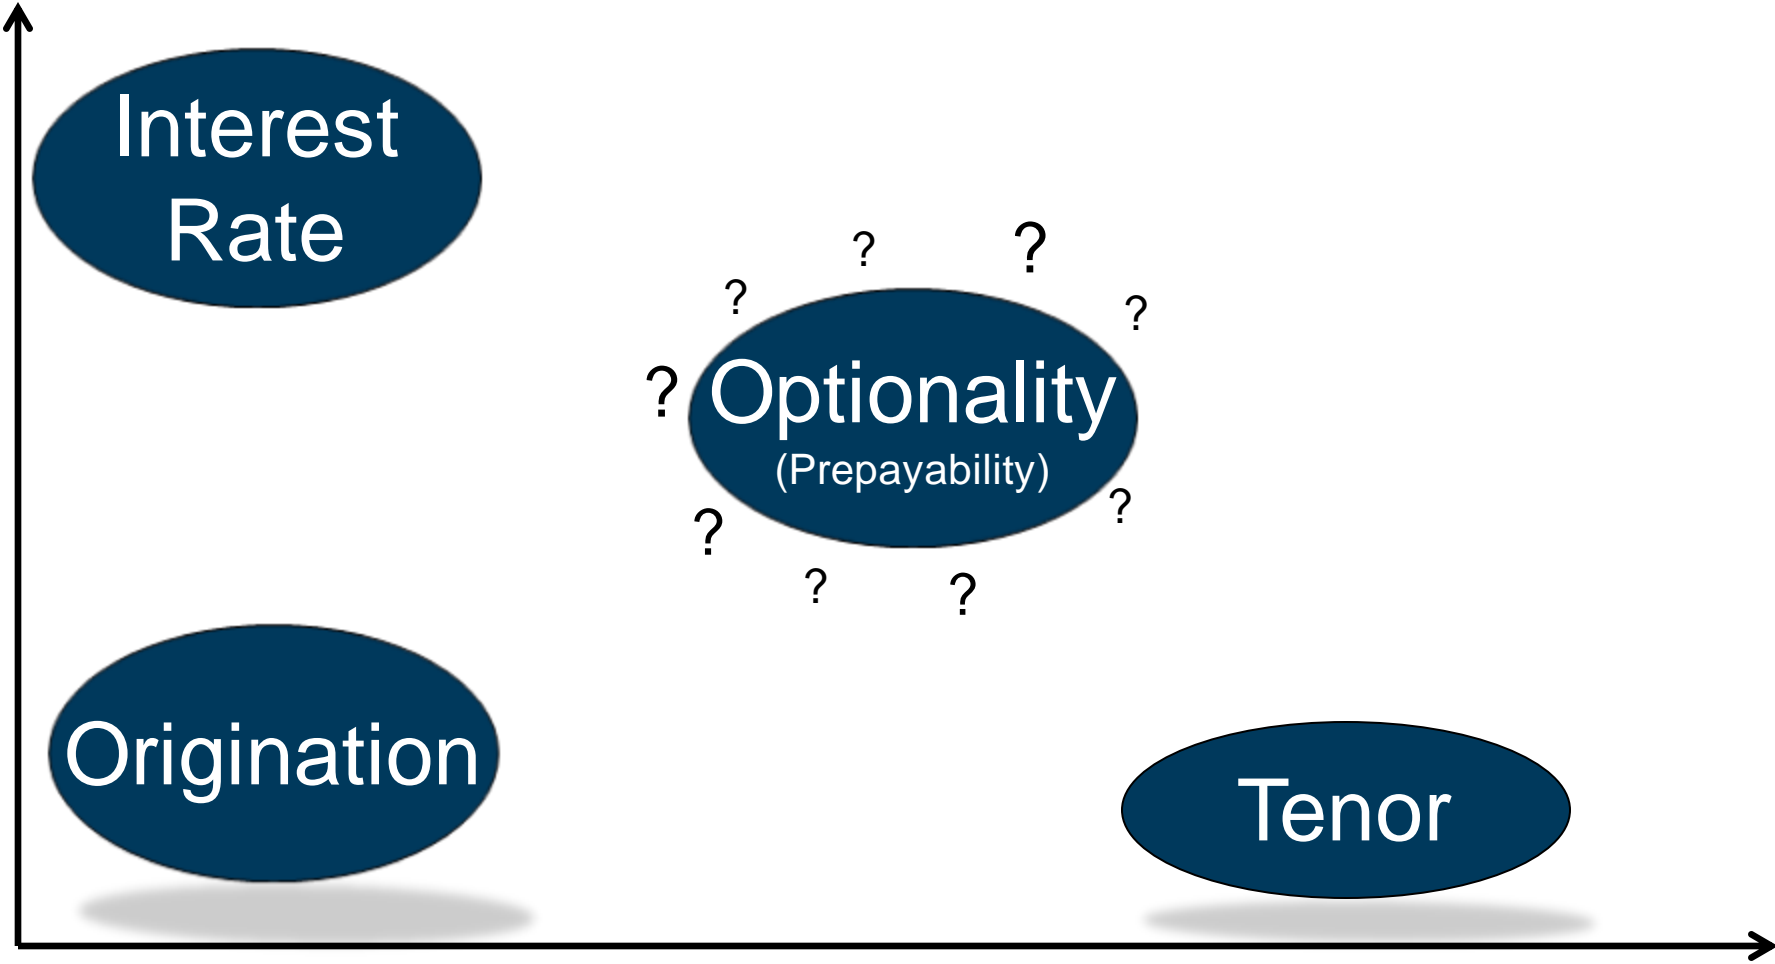 Interest
Rate
? ?
? ?
? Optionality
(Prepayability)
?
?
? ?
Origination
Tenor